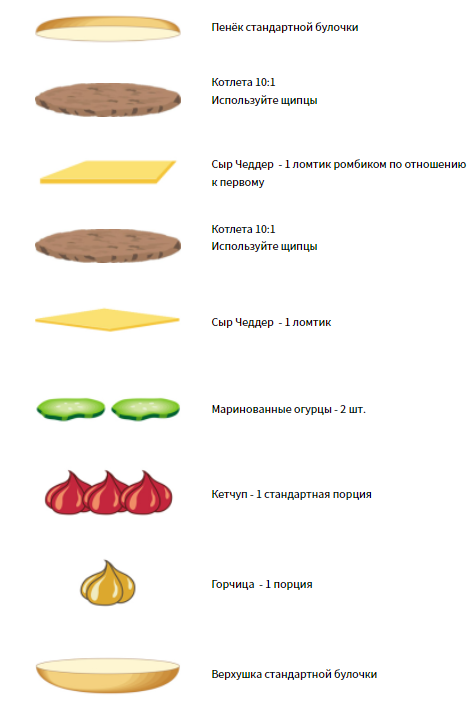 Пенёк стандартной булочки
Котлета 10:1
Используйте щипцы
Сыр Чеддер - 1 ломтик ромбиком по отношению
к первому
Котлета 10:1
Используйте щипцы
Сыр Чеддер - 1 ломтик
Маринованные огурцы - 2 шт.
Кетчуп - 1 стандартная порция
Горчица - 1 порция
Верхушка стандартной булочки